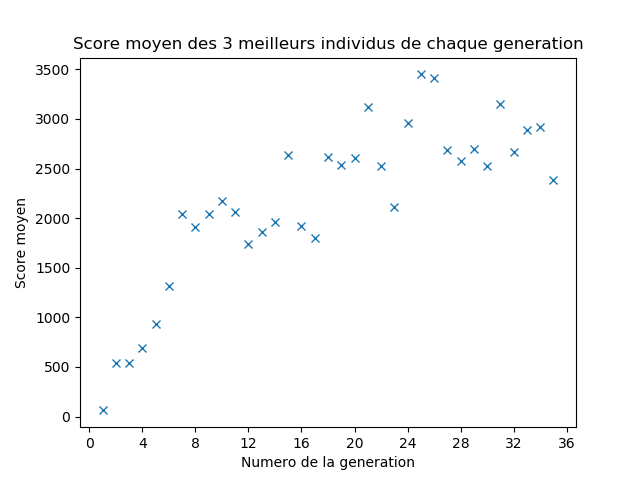 Score moyen des 3 meilleurs individus de chaque generation
3500
3000
2500
2000
1500
1000
500
0
Score moyen
0 4 8 12 16 20 24 28 32 36
Numero de la generation